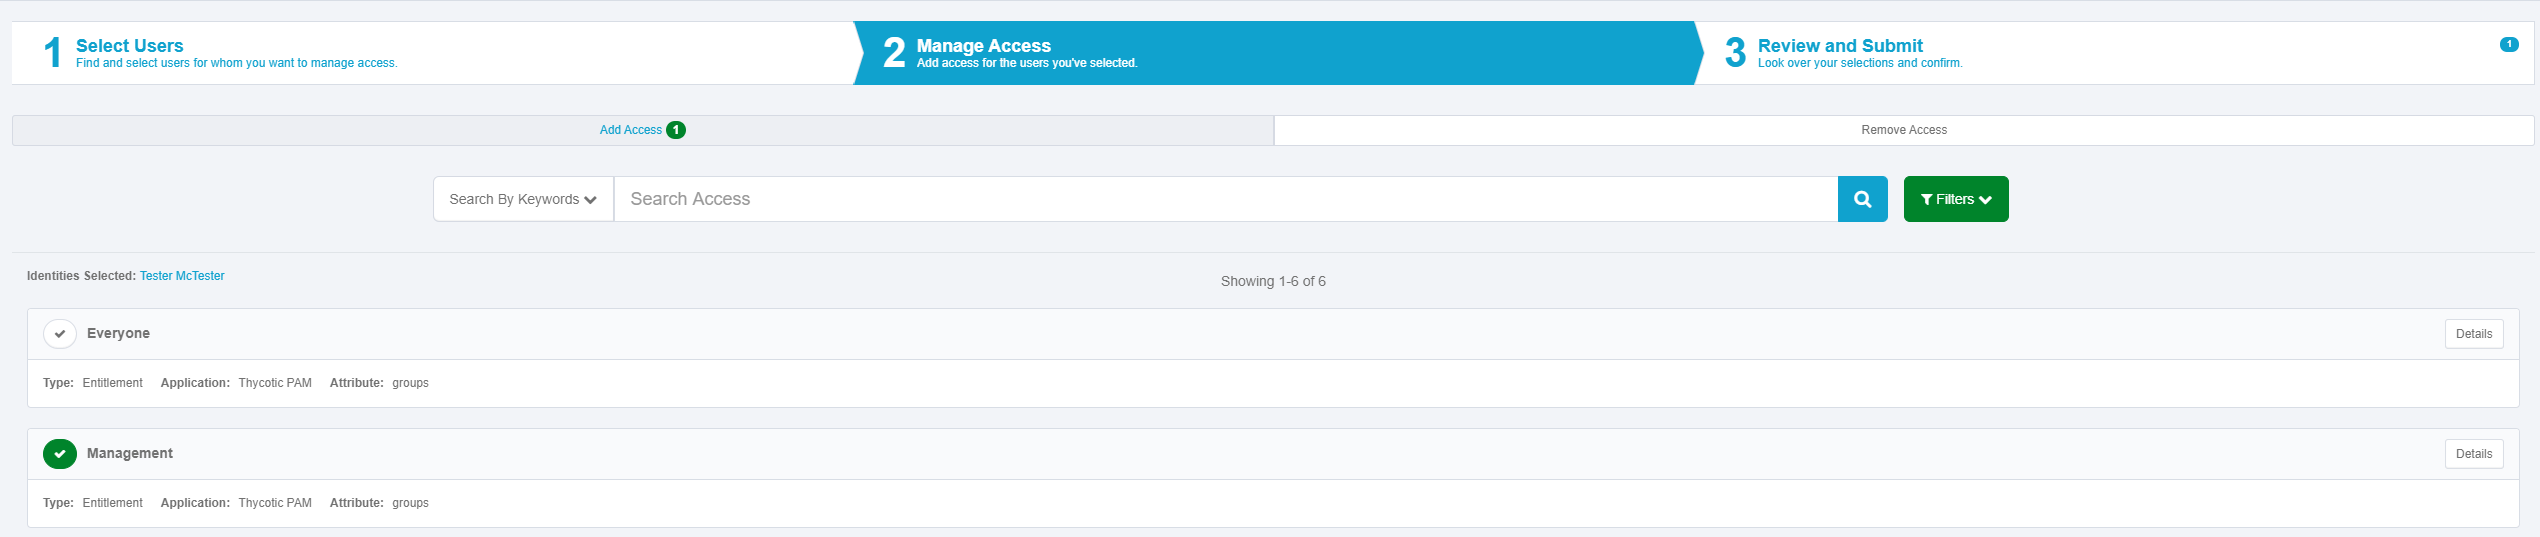 1 Select Users
Find and select users for whom you want to manage access.
2 Manage Access
Add access for the users you've selected.
3 Review and Submit
Look over your selections and confirm.
1
Add Access 1
Remove Access
Search By Keywords
Search Access
Filters
Identities Selected: Tester McTester
Showing 1-6 of 6
Everyone
Details
Type: Entitlement Application: Thycotic PAM Attribute: groups
Management
Details
Type: Entitlement Application: Thycotic PAM Attribute: groups